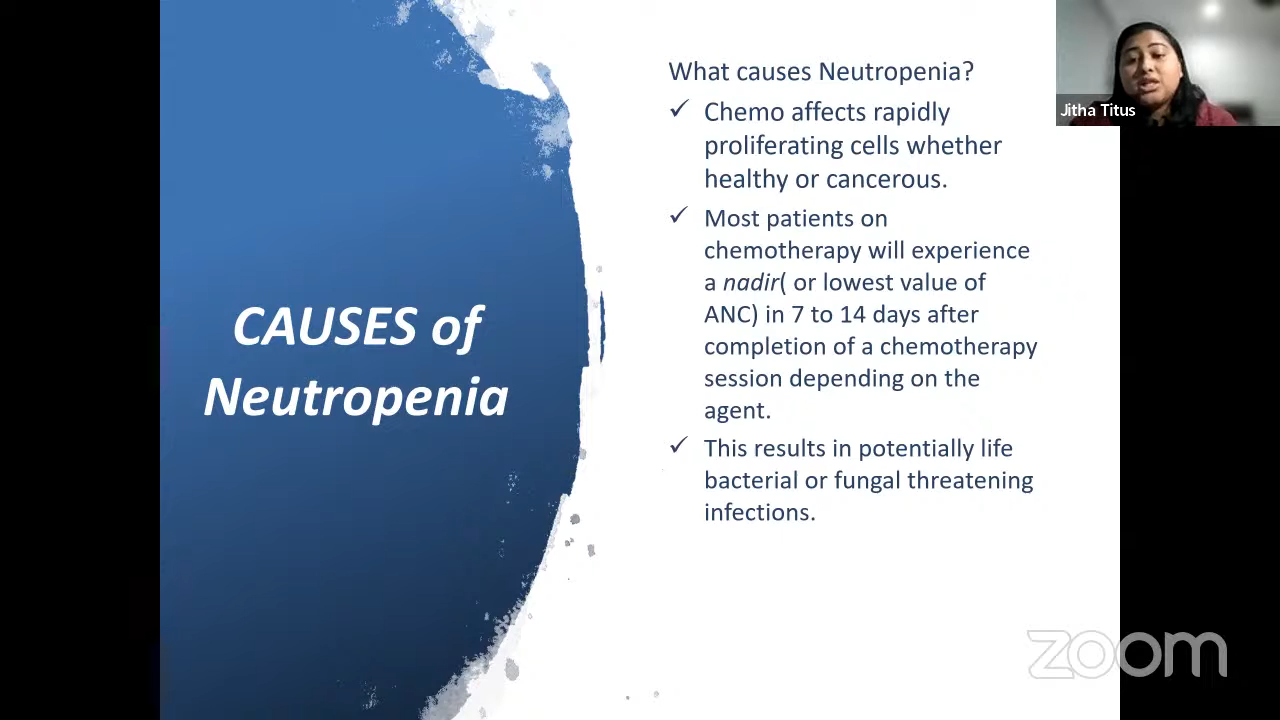 CAUSES of
Neutropenia
What causes Neutropenia?
✓ Chemo affects rapidly
proliferating cells whether
healthy or cancerous.
✓ Most patients on
chemotherapy will experience
a nadir( or lowest value of
ANC) in 7 to 14 days after
completion of a chemotherapy
session depending on the
agent.
✓ This results in potentially life
bacterial or fungal threatening
infections.
Jitha Titus
zoom